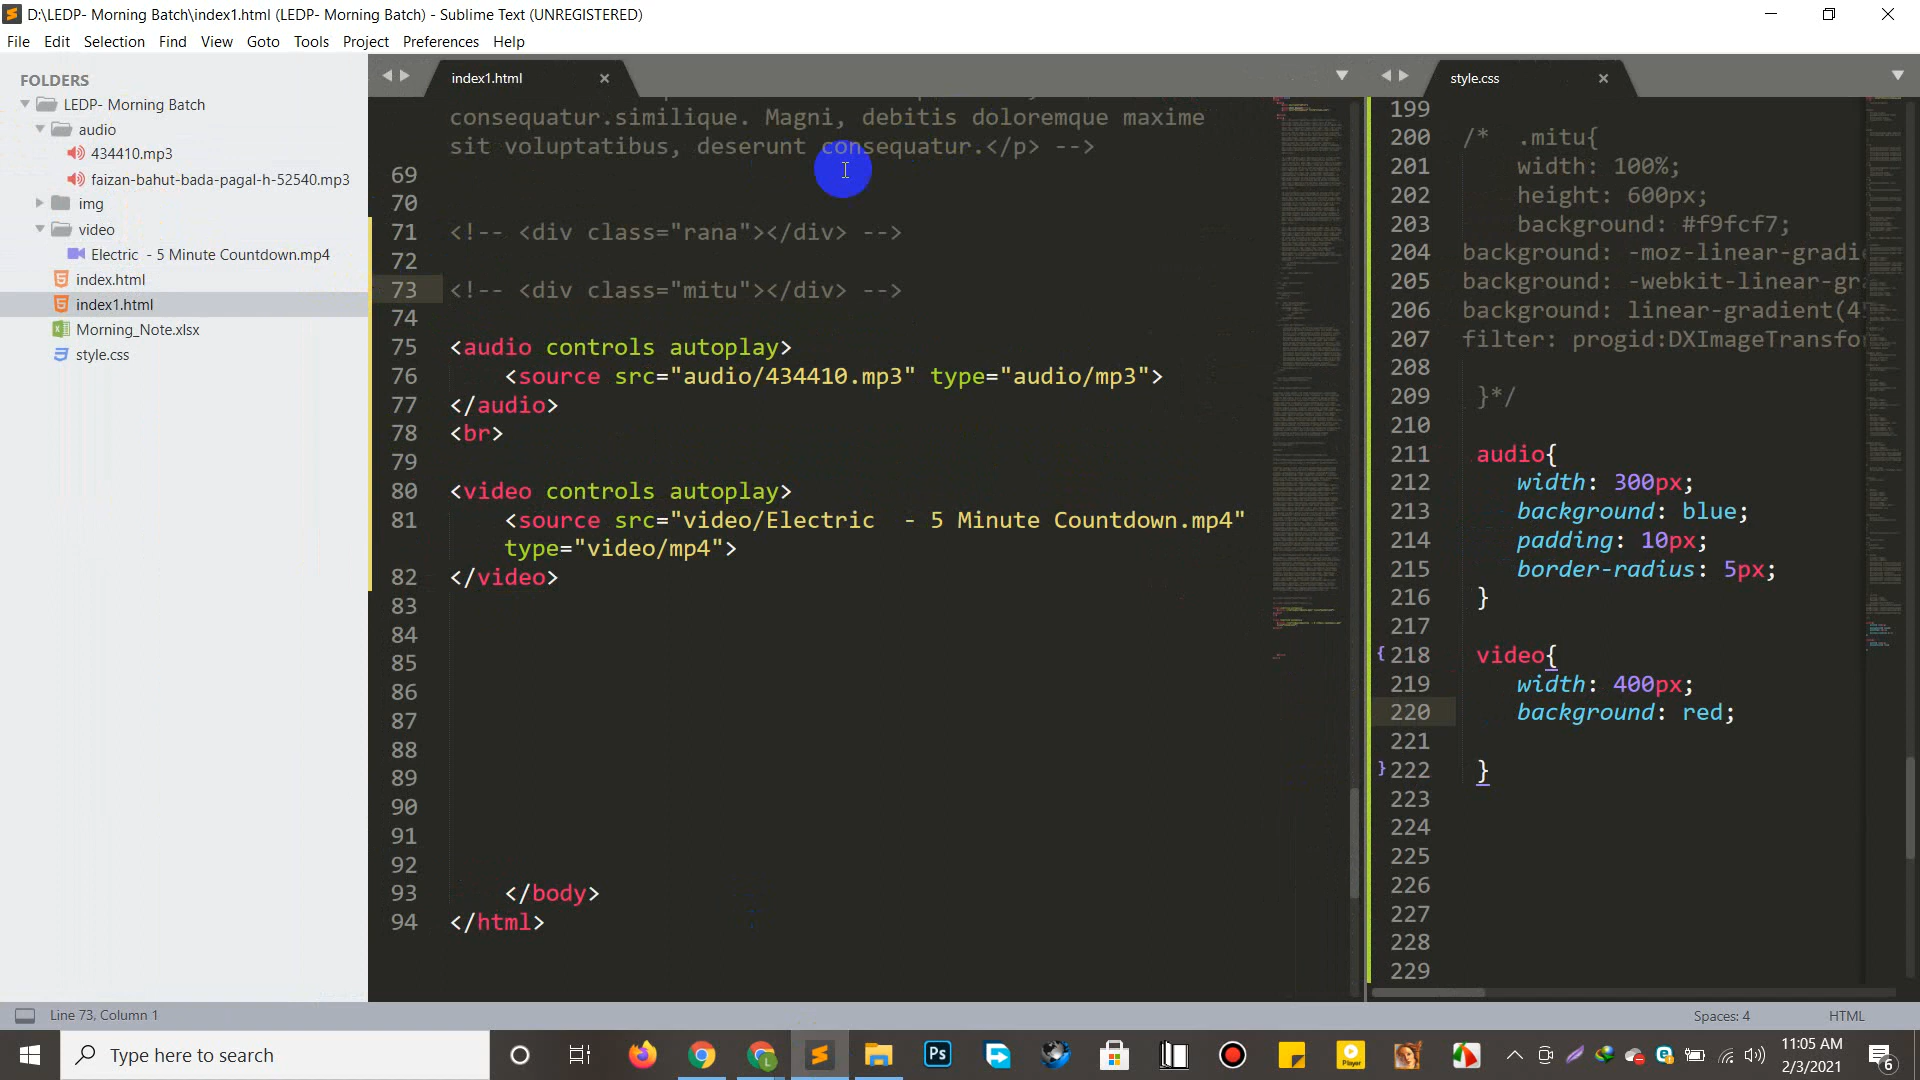 D:\LEDP- Morning Batch\index1.html (LEDP- Morning Batch) - Sublime Text (UNREGISTERED)
File Edit Selection Find View Goto Tools Project Preferences Help
FOLDERS
LEDP- Morning Batch
audio
434410.mp3
faizan-bahut-bada-pagal-h-52540.mp3
img
video
Electric  - 5 Minute Countdown.mp4
index.html
index1.html
Morning_Note.xlsx
style.css
index1.html
consequatur.similique. Magni, debitis doloremque maxime
sit voluptatibus, deserunt consequatur.</p> -->
69
70
71 <!-- <div class="rana"></div> -->
72
73 <!-- <div class="mitu"></div> -->
74
75 <audio controls autoplay>
76 <source src="audio/434410.mp3" type="audio/mp3">
77 </audio>
78 <br>
79
80 <video controls autoplay>
81 <source src="video/Electric  - 5 Minute Countdown.mp4"
type="video/mp4">
82 </video>
83
84
85
86
87
88
89
90
91
92
93 </body>
94 </html>
style.css
199
200 /*  .mitu{
201 width: 100%;
202 height: 600px;
203 background: #f9fcf7;
204 background: -moz-linear-gradie
205 background: -webkit-linear-gra
206 background: linear-gradient(4
207 filter: progid:DXImageTransfo
208
209 }*/
210
211 audio{
212 width: 300px;
213 background: blue;
214 padding: 10px;
215 border-radius: 5px;
216 }
217
218 video{
219 width: 400px;
220 background: red;
221
222 }
223
224
225
226
227
228
229
Line 73, Column 1
Spaces: 4
HTML
Type here to search
Ps
Player
11:05 AM
2/3/2021
6